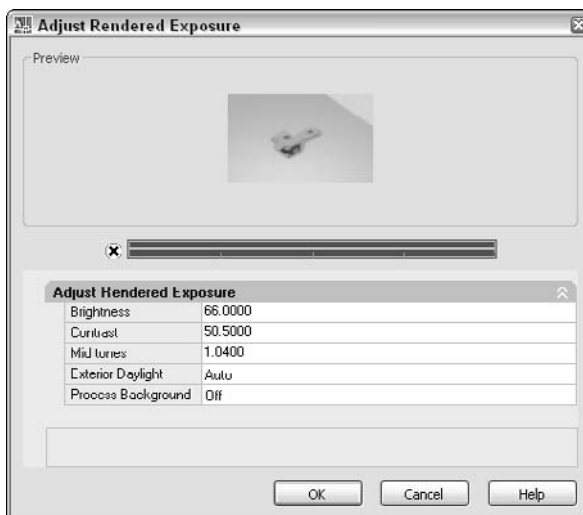 Adjust Rendered Exposure
Preview
Adjust Rendered Exposure
Brightness 66.0000
Contrast 50.5000
Mid tones 1.0400
Exterior Daylight Auto
Process Background Off
OK Cancel Help